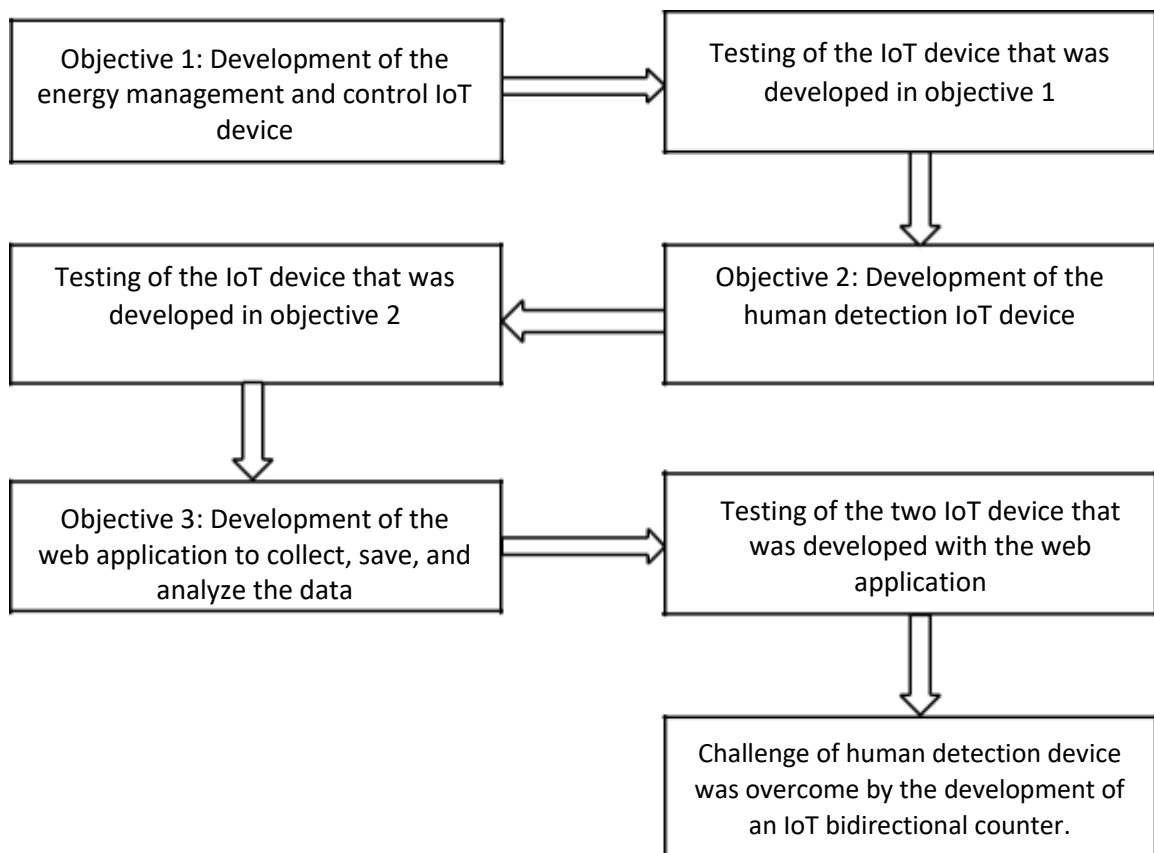 Objective 1: Development of the
energy management and control IoT
device
Testing of the IoT device that was
developed in objective 1
Testing of the IoT device that was
developed in objective 2
Objective 2: Development of the
human detection IoT device
Objective 3: Development of the
web application to collect, save, and
analyze the data
Testing of the two IoT device that
was developed with the web
application
Challenge of human detection device
was overcome by the development of
an IoT bidirectional counter.